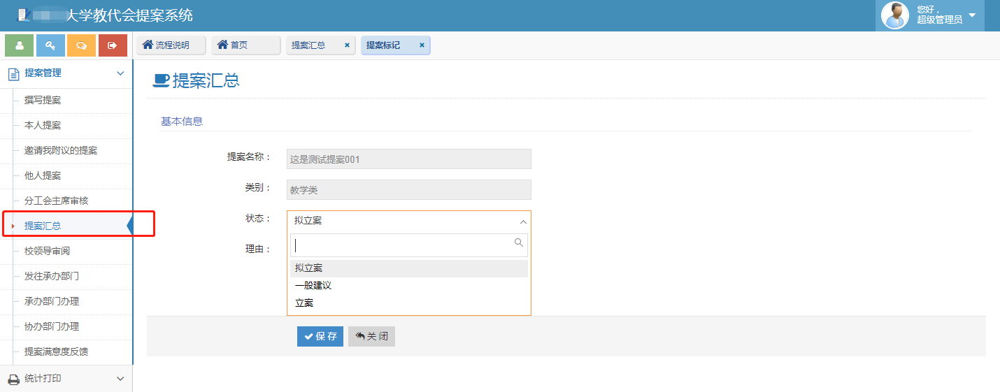 大学教代会提案系统
您好，
超级管理员
流程说明 首页 提案汇总 × 提案标记 ×
提案管理
撰写提案
本人提案
邀请我附议的提案
他人提案
分工会主席审核
提案汇总
校领导审阅
发往承办部门
承办部门办理
协办部门办理
提案满意度反馈
统计打印
提案汇总
基本信息
提案名称： 这是测试提案001
类别： 教学类
状态： 拟立案
理由：
拟立案
一般建议
立案
保存 关闭